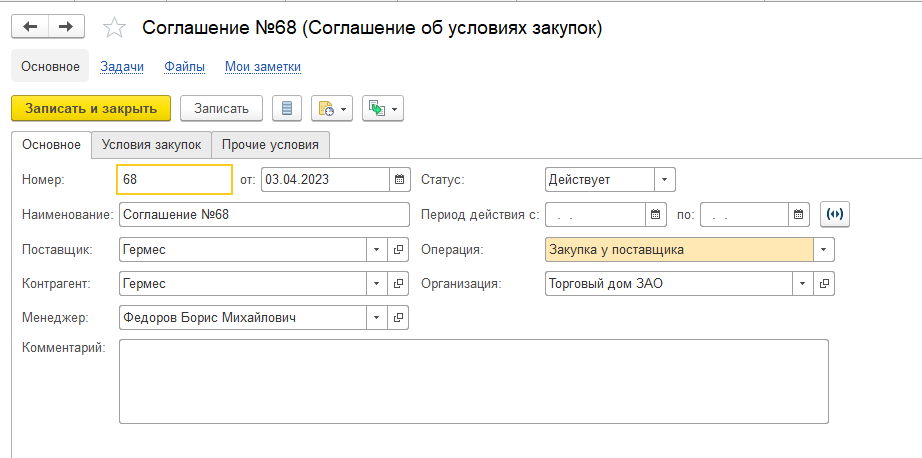 Соглашение №68 (Соглашение об условиях закупок)
Основное Задачи Файлы Мои заметки
Записать и закрыть Записать
Основное Условия закупок Прочие условия
Номер: 68 от: 03.04.2023 Статус: Действует
Наименование: Соглашение №68 Период действия с: . . по: . .
Поставщик: Гермес Операция: Закупка у поставщика
Контрагент: Гермес Организация: Торговый дом ЗАО
Менеджер: Федоров Борис Михайлович
Комментарий: